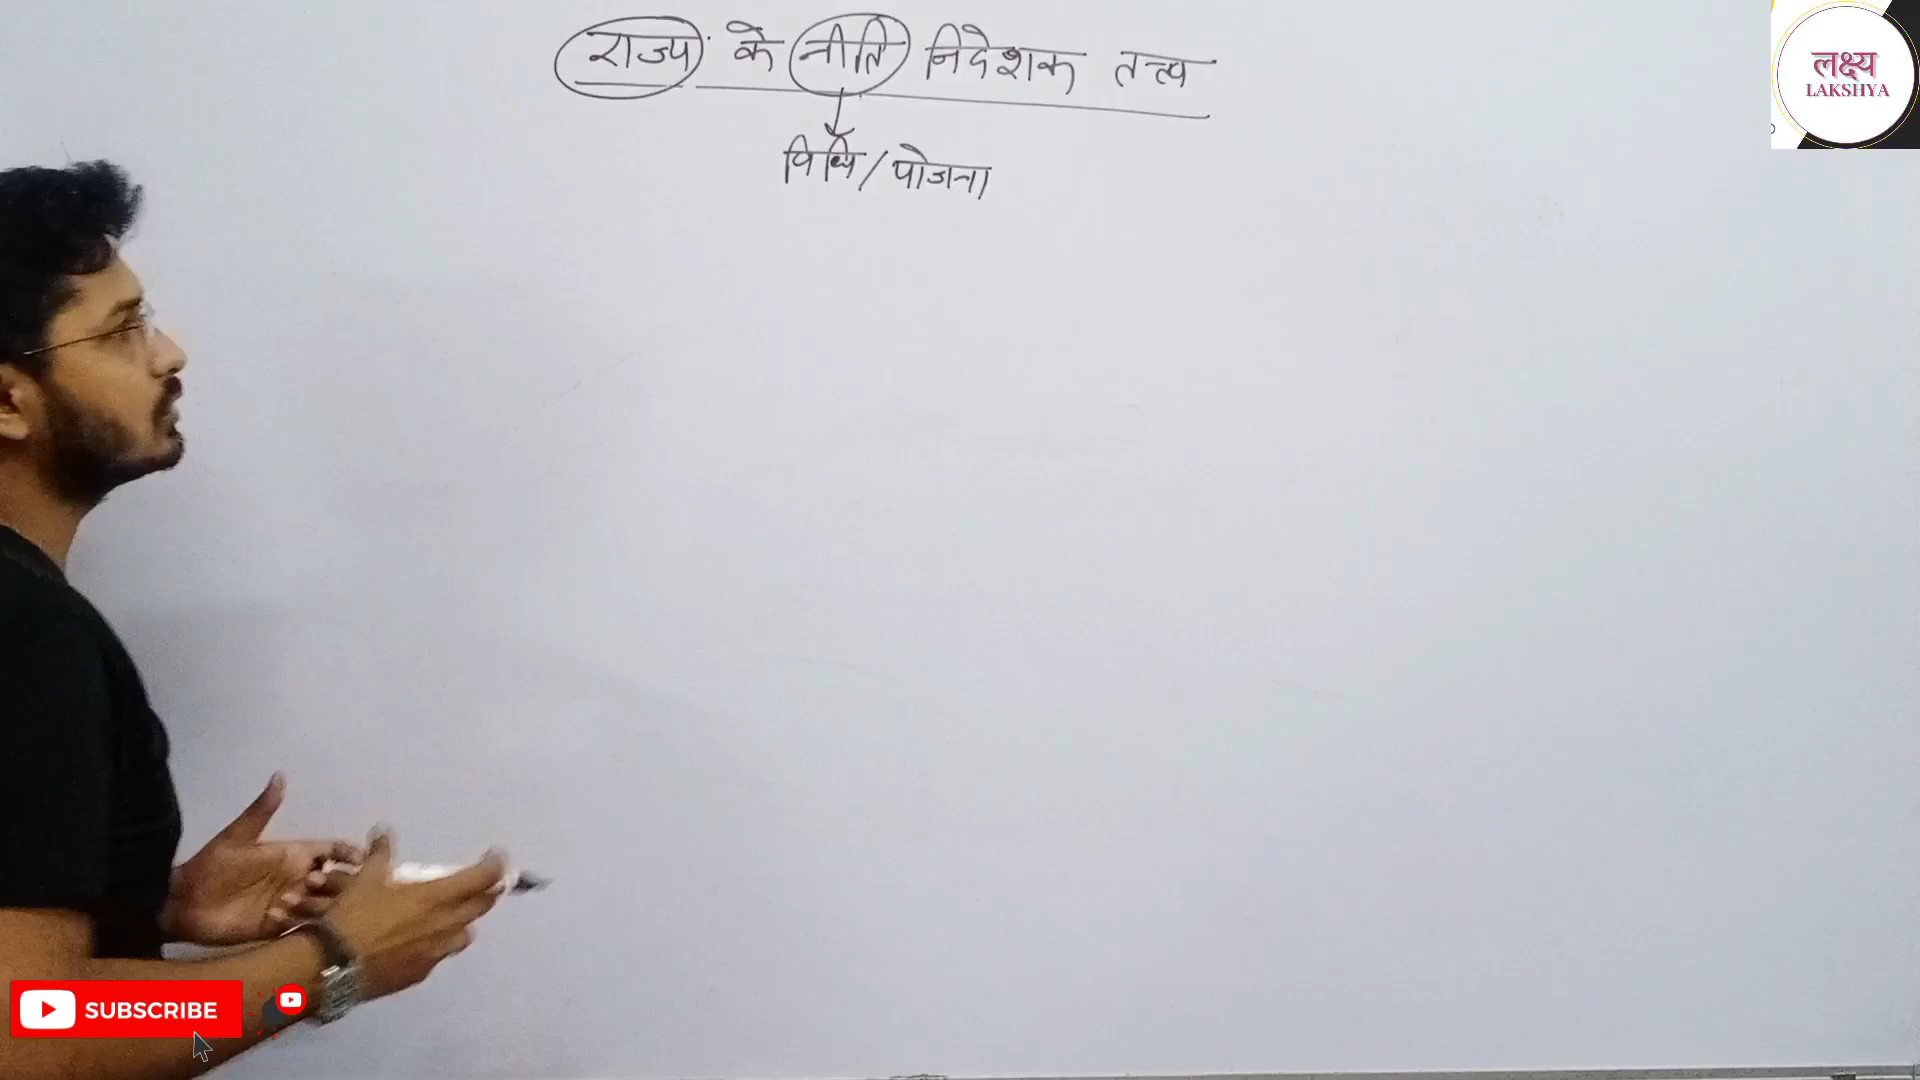 राज्य के नीति निदेशक तत्त्व
विधि / योजना
लक्ष्य
LAKSHYA
SUBSCRIBE